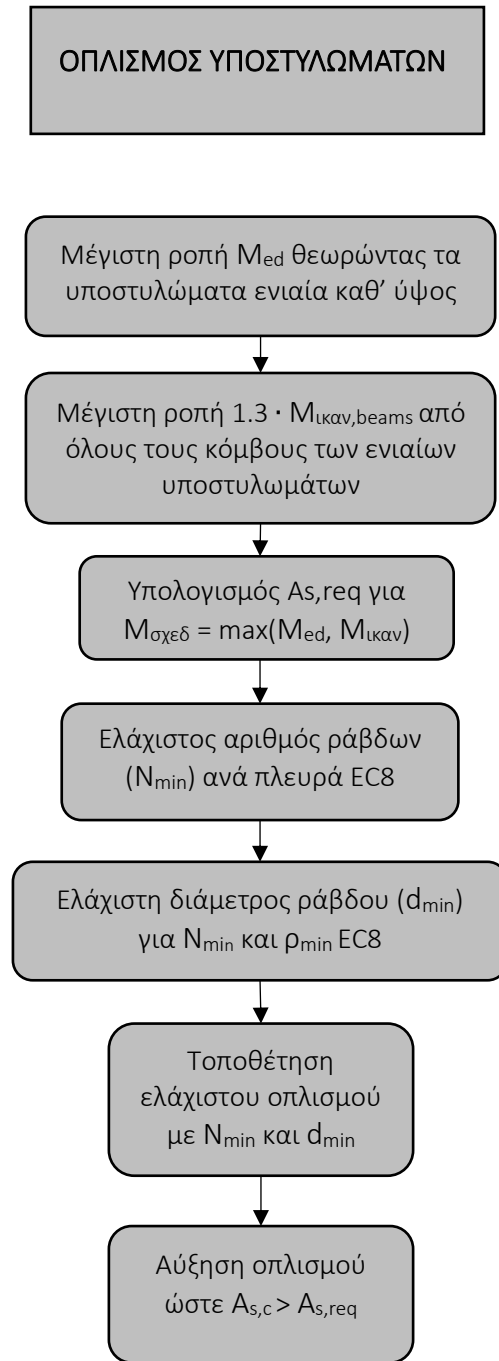 ΟΠΛΙΣΜΟΣ ΥΠΟΣΤΥΛΩΜΑΤΩΝ
Μέγιστη ροπή Med θεωρώντας τα
υποστυλώματα ενιαία καθ’ ύψος
Μέγιστη ροπή 1.3 · Mικαν,beams από
όλους τους κόμβους των ενιαίων
υποστυλωμάτων
Υπολογισμός As,req για
Μσχεδ = max(Med, Μικαν)
Ελάχιστος αριθμός ράβδων
(Nmin) ανά πλευρά EC8
Ελάχιστη διάμετρος ράβδου (dmin)
για Nmin και ρmin EC8
Τοποθέτηση
ελάχιστου οπλισμού
με Nmin και dmin
Αύξηση οπλισμού
ώστε As,c > As,req